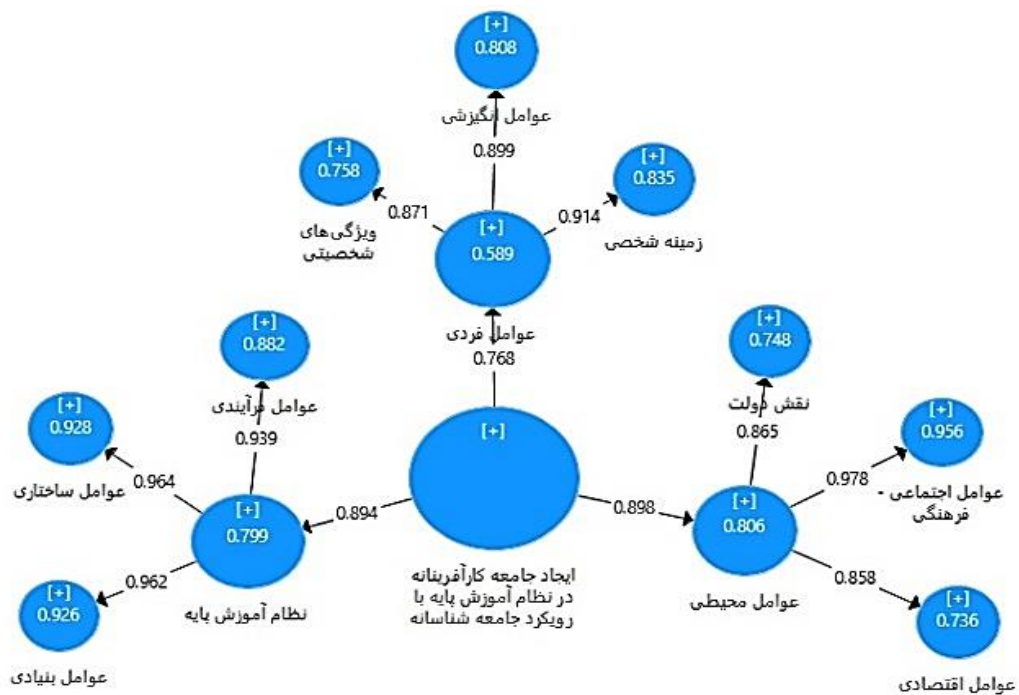 [+]
0.808
عوامل انگیزشی
0.899
[+]
0.758
ویژگی‌های
شخصیتی
0.871
[+]
0.835
زمینه شخصی
0.914
[+]
0.589
عوامل فردی
0.768
[+]
0.882
عوامل فرآیندی
0.939
[+]
0.928
عوامل ساختاری
0.964
[+]
0.748
نقش دولت
0.865
[+]
0.956
عوامل اجتماعی -
فرهنگی
0.978
[+]
ایجاد جامعه کارآفرینانه
در نظام آموزش پایه با
رویکرد جامعه شناسانه
0.894
0.898
[+]
0.799
نظام آموزش پایه
[+]
0.806
عوامل محیطی
0.962
[+]
0.926
عوامل بنیادی
0.858
[+]
0.736
عوامل اقتصادی